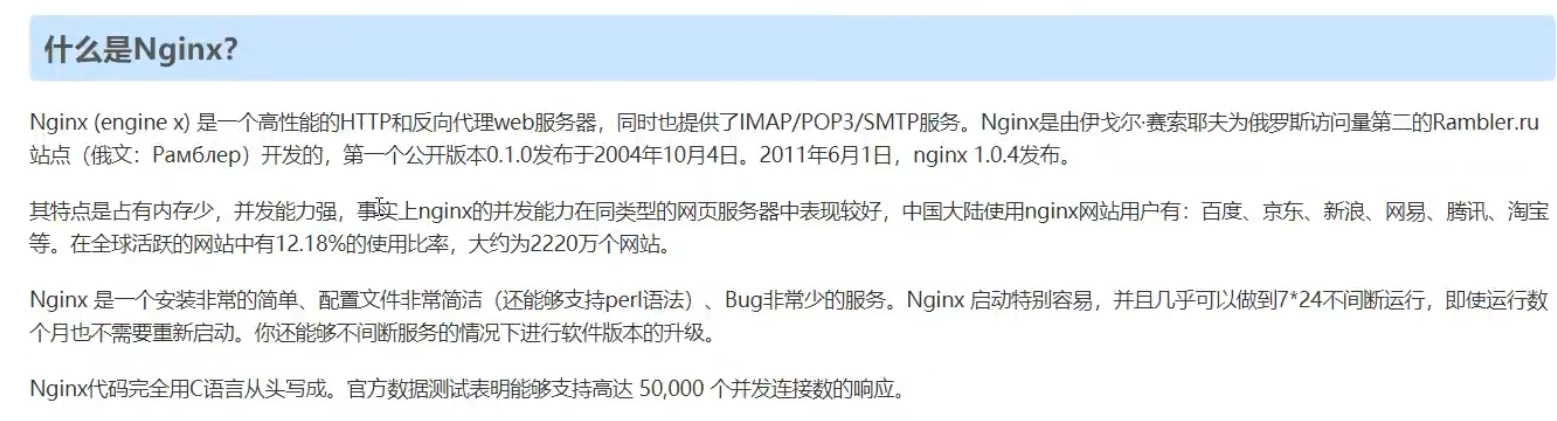 什么是Nginx？
Nginx (engine x) 是一个高性能的HTTP和反向代理web服务器，同时也提供了IMAP/POP3/SMTP服务。Nginx是由伊戈尔·赛索耶夫为俄罗斯访问量第二的Rambler.ru
站点（俄文：Рамблер）开发的，第一个公开版本0.1.0发布于2004年10月4日。2011年6月1日，nginx 1.0.4发布。
其特点是占有内存少，并发能力强，事实上nginx的并发能力在同类型的网页服务器中表现较好，中国大陆使用nginx网站用户有：百度、京东、新浪、网易、腾讯、淘宝
等。在全球活跃的网站中有12.18%的使用比率，大约为2220万个网站。
Nginx 是一个安装非常的简单、配置文件非常简洁（还能够支持perl语法）、Bug非常少的服务。Nginx 启动特别容易，并且几乎可以做到7*24不间断运行，即使运行数
个月也不需要重新启动。你还能够不间断服务的情况下进行软件版本的升级。
Nginx代码完全用C语言从头写成。官方数据测试表明能够支持高达 50,000 个并发连接数的响应。